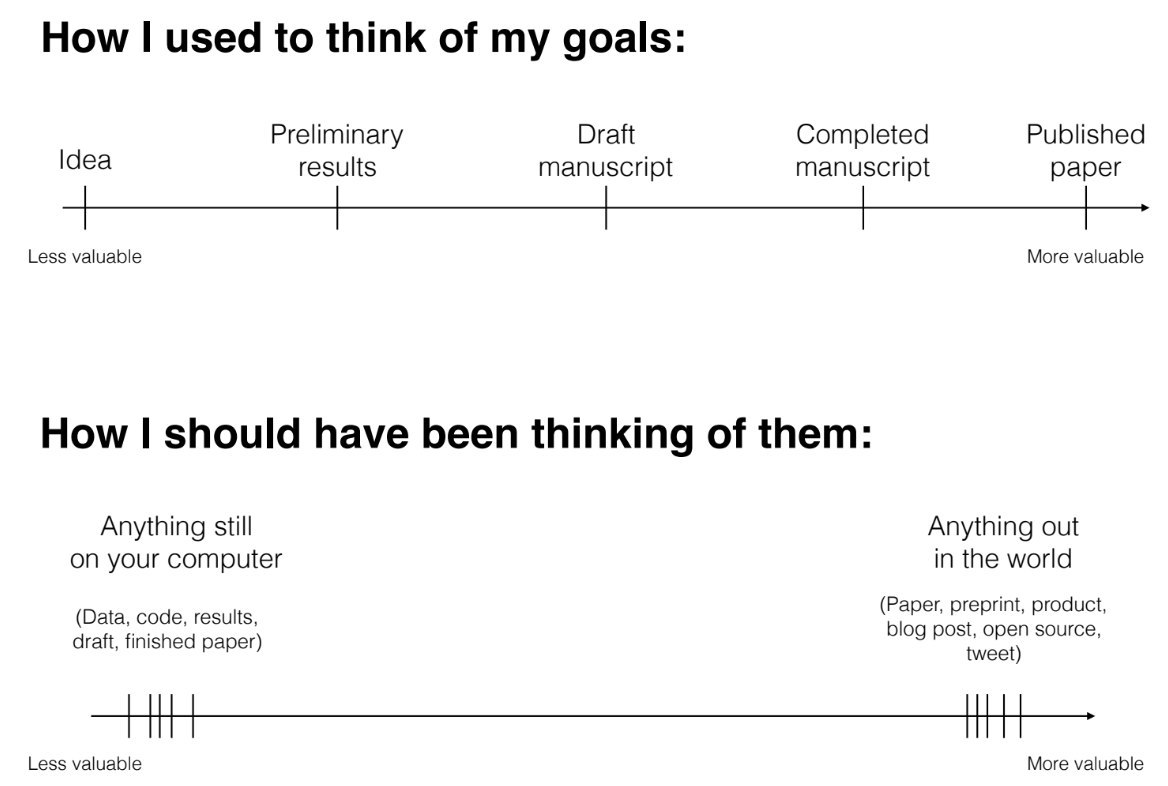 How I used to think of my goals:
Idea
Preliminary
results
Draft
manuscript
Completed
manuscript
Published
paper
Less valuable
More valuable
How I should have been thinking of them:
Anything still
on your computer
(Data, code, results,
draft, finished paper)
Anything out
in the world
(Paper, preprint, product,
blog post, open source,
tweet)
Less valuable
More valuable